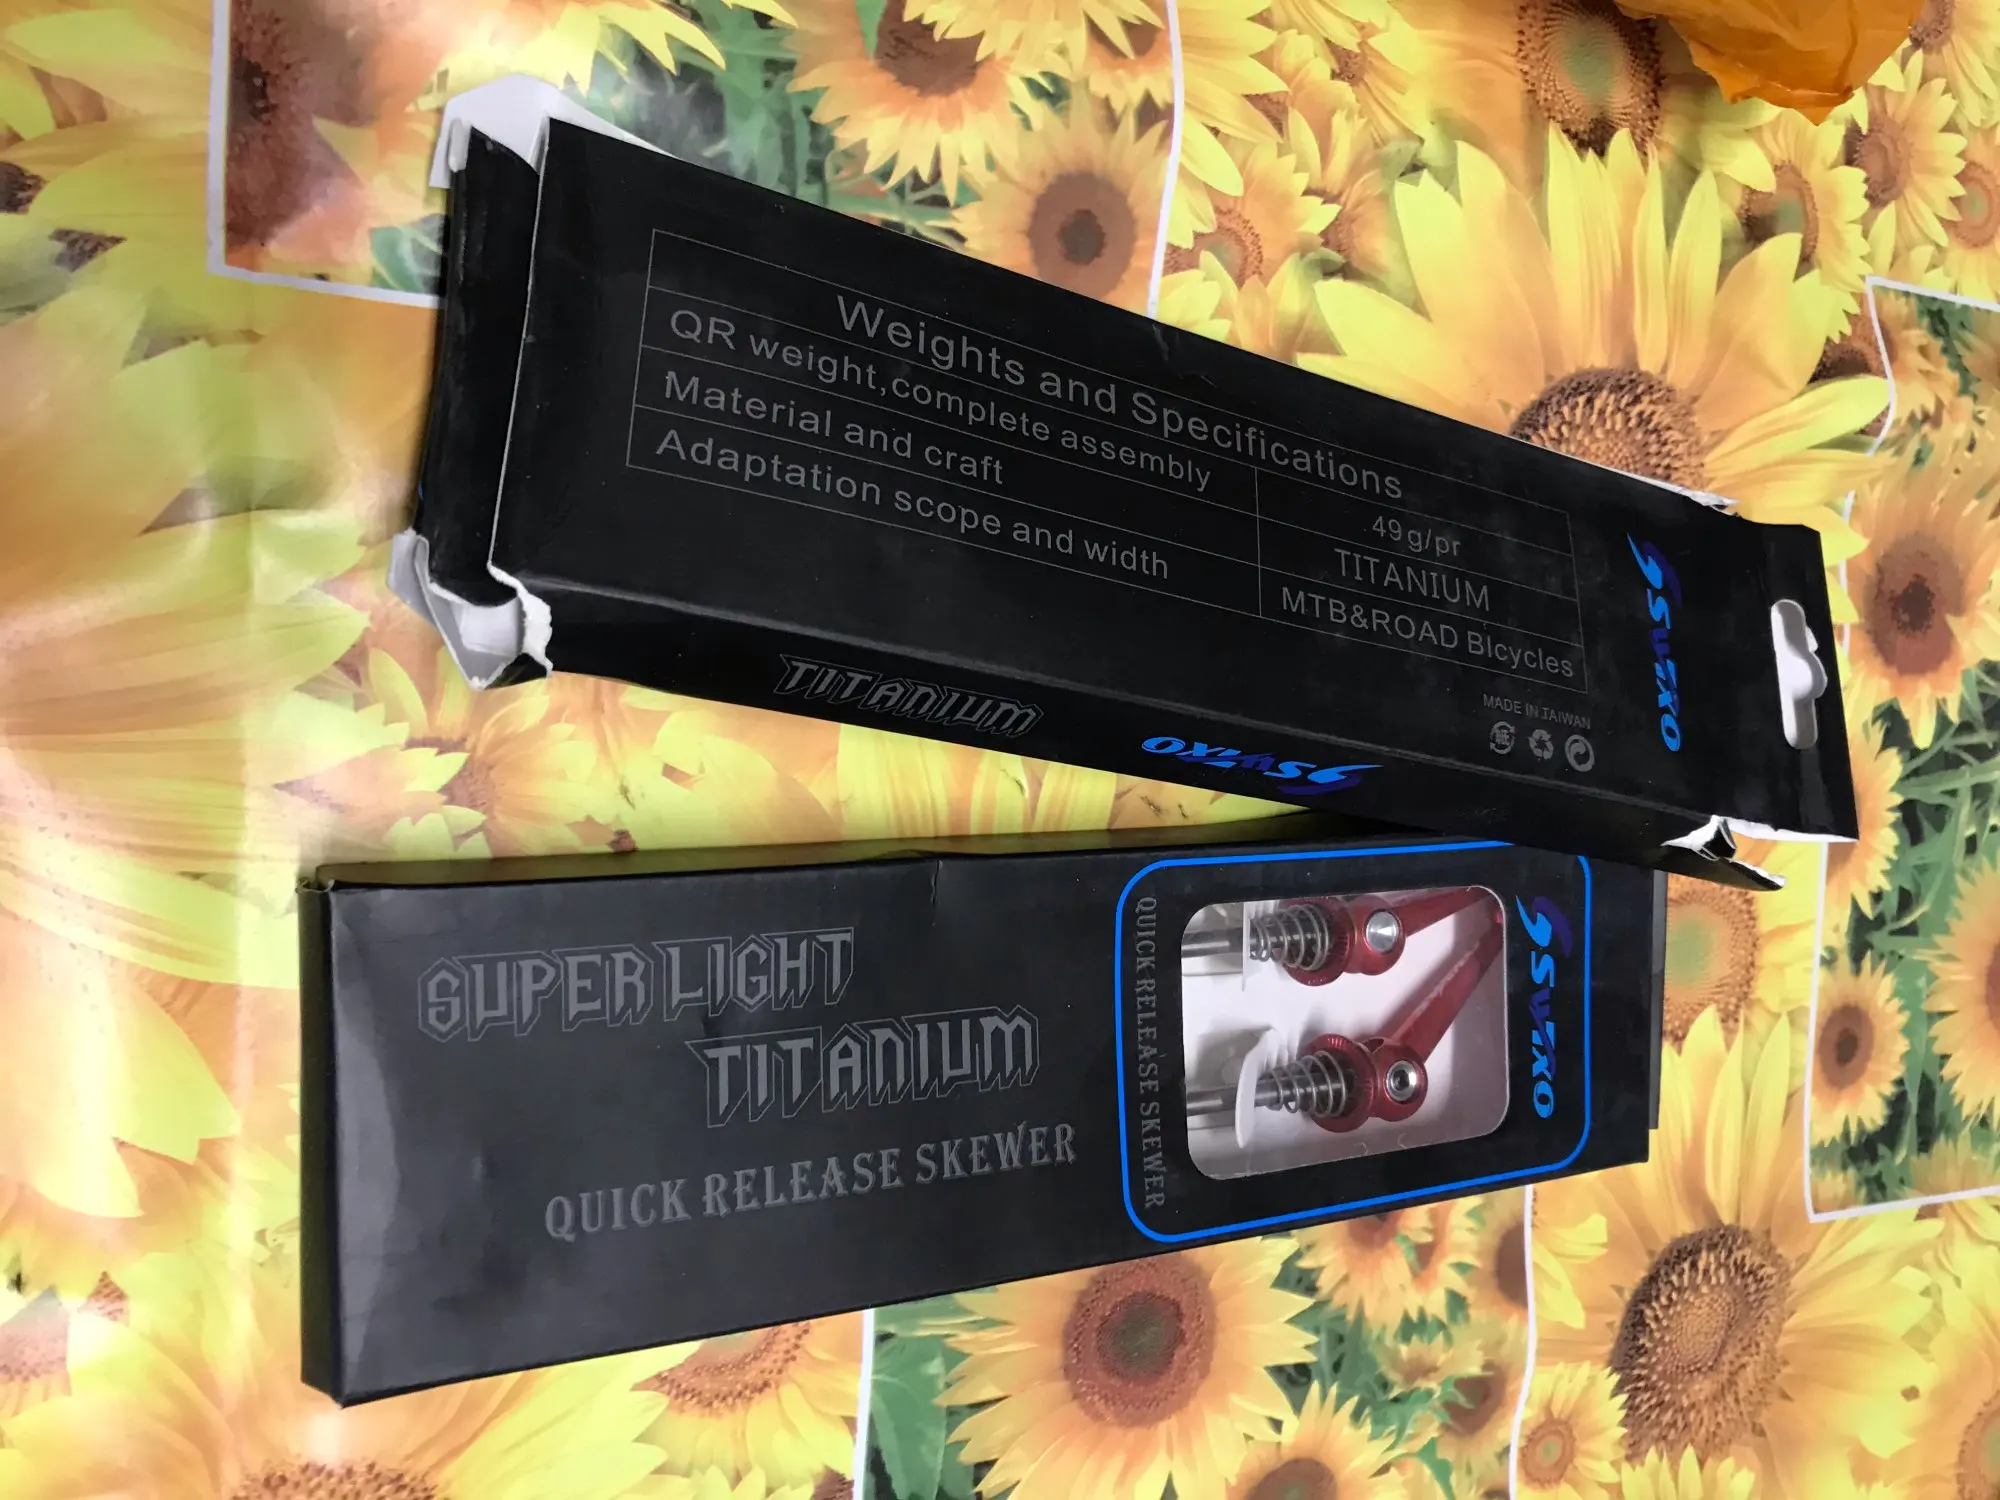 Weights and Specifications
QR weight,complete assembly 49g/pr
Material and craft TITANIUM
Adaptation scope and width MTB&ROAD BIcycles
MADE IN TAIWAN
TITANIUM
SUPER LIGHT
TITANIUM
QUICK RELEASE SKEWER
QUICK RELEASE SKEWER